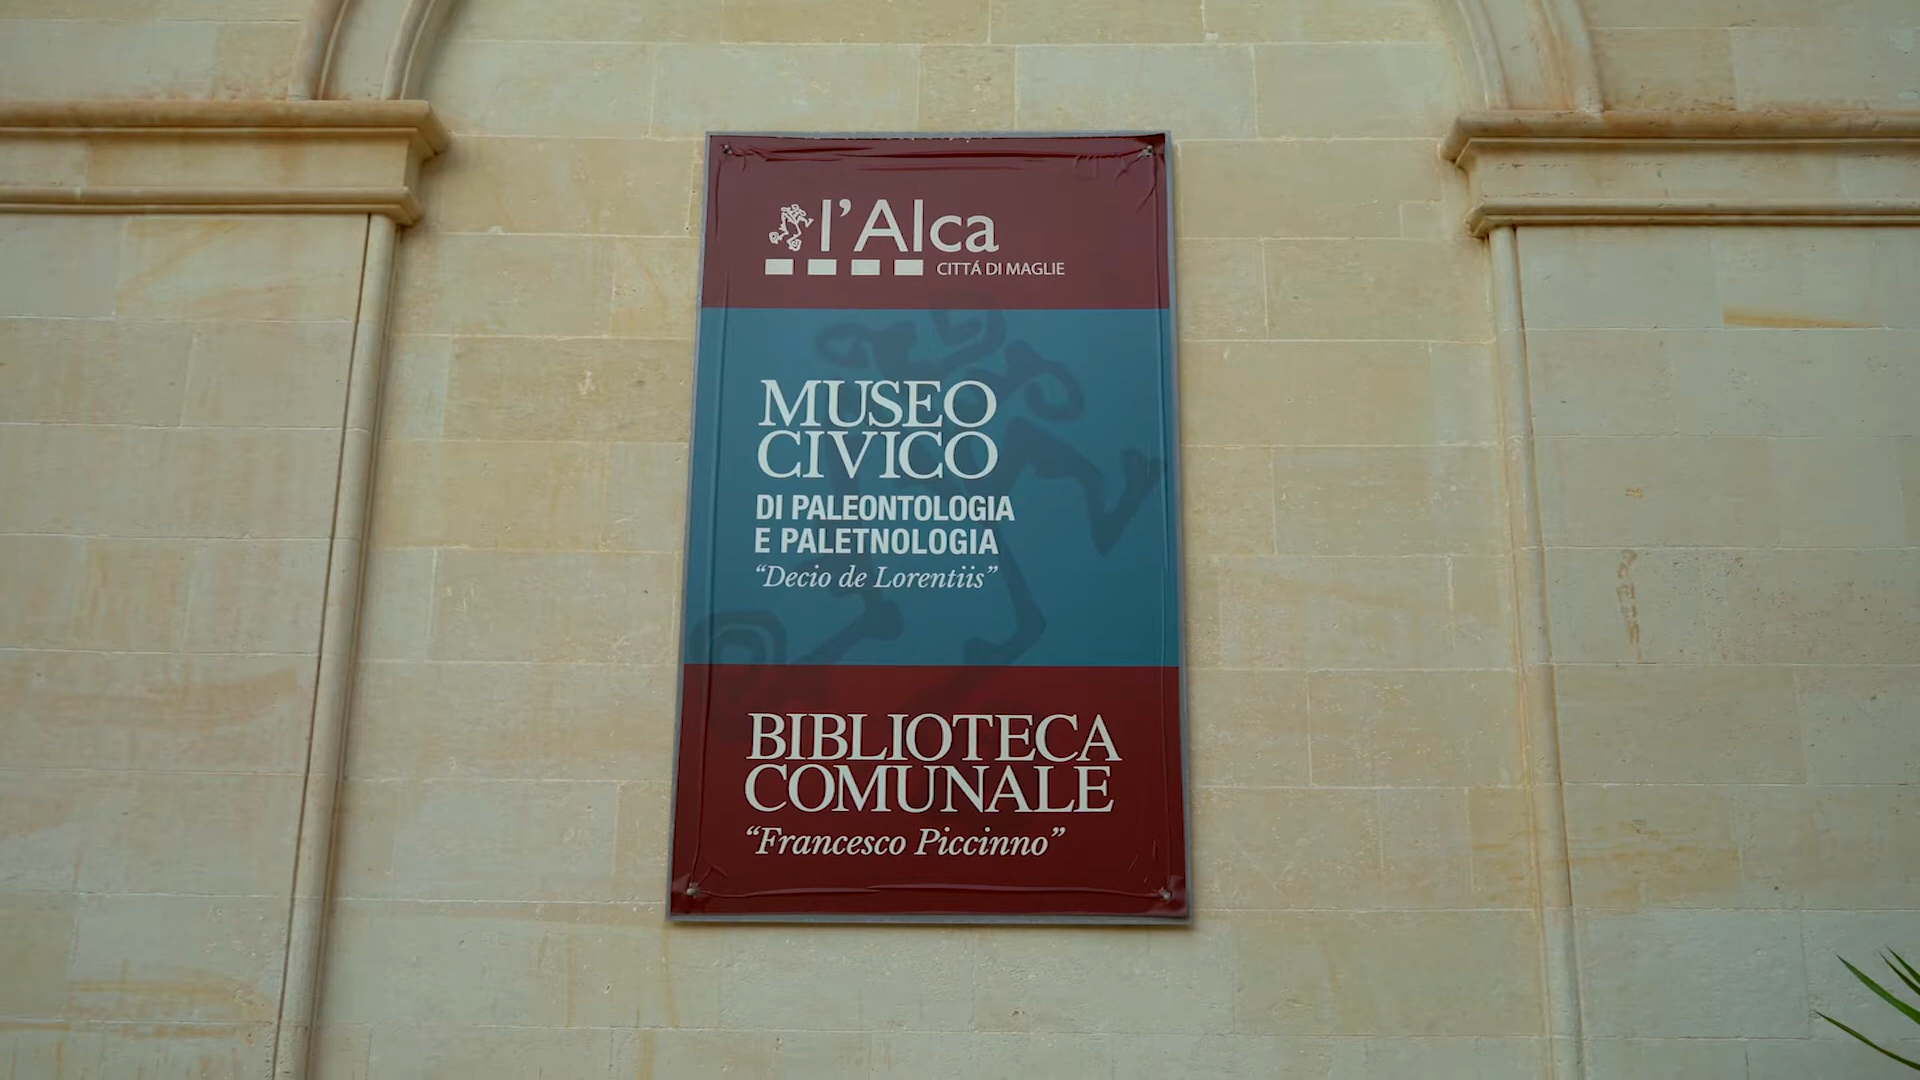 l'Alca
CITTÁ DI MAGLIE
MUSEO
CIVICO
DI PALEONTOLOGIA
E PALETNOLOGIA
“Decio de Lorentiis”
BIBLIOTECA
COMUNALE
“Francesco Piccinno”